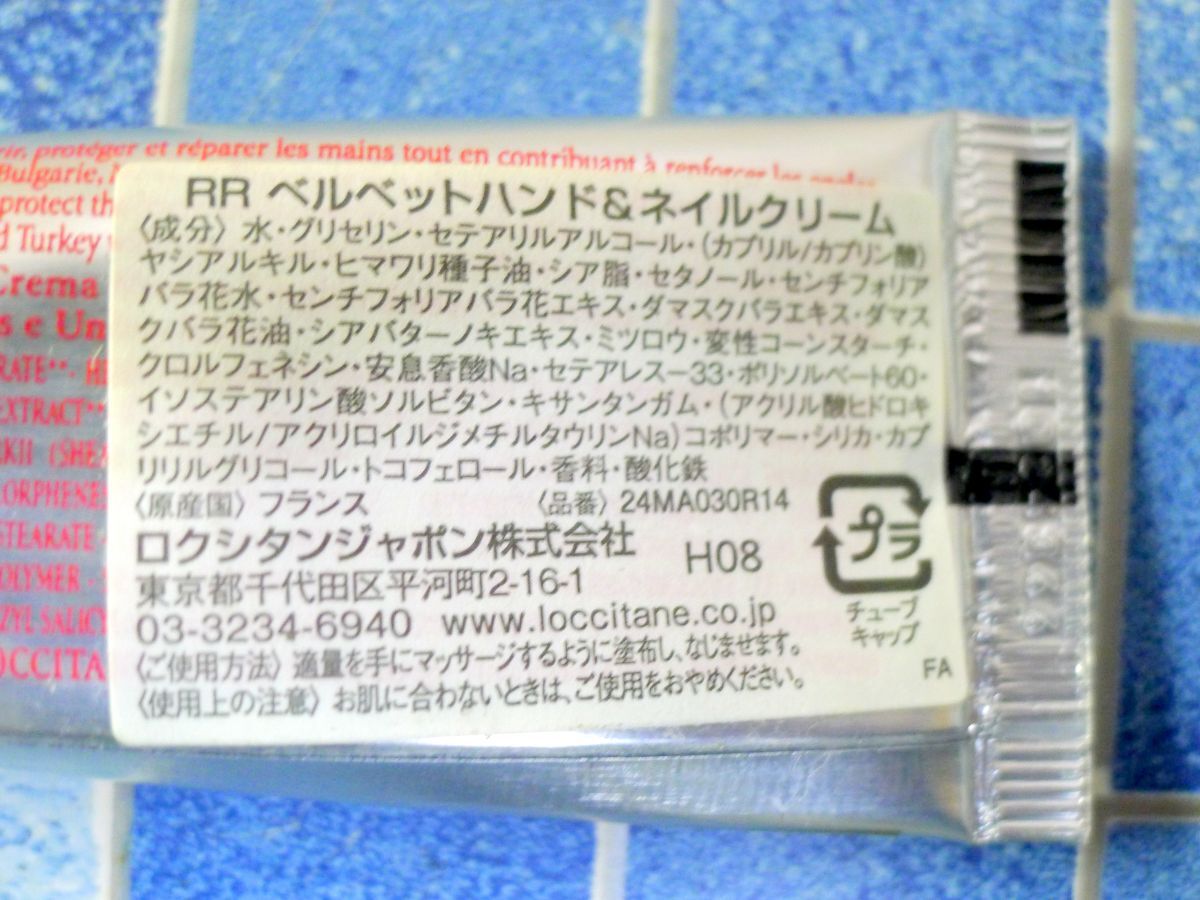 rir, protéger et réparer les mains tout en contribuant à renforcer les ongles
Bulgarie,
protect th
d Turkey
Crema
s e Un
RATE**
EXTRACT**
KII (SHEA
LORPHENES
STEARATE
OLYMER
ZYL SALICY
OCCITA
RR ベルベットハンド&ネイルクリーム
〈成分〉水・グリセリン・セテアリルアルコール・(カプリル/カプリン酸)
ヤシアルキル・ヒマワリ種子油・シア脂・セタノール・センチフォリア
バラ花水・センチフォリアバラ花エキス・ダマスクバラエキス・ダマス
クバラ花油・シアバターノキエキス・ミツロウ・変性コーンスターチ・
クロルフェネシン・安息香酸Na・セテアレス-33・ポリソルベート60・
イソステアリン酸ソルビタン・キサンタンガム・(アクリル酸ヒドロキ
シエチル/アクリロイルジメチルタウリンNa)コポリマー・シリカ・カプ
リリルグリコール・トコフェロール・香料・酸化鉄
〈原産国〉フランス 〈品番〉24MA030R14
ロクシタンジャポン株式会社 H08
東京都千代田区平河町2-16-1
03-3234-6940 www.loccitane.co.jp
〈ご使用方法〉適量を手にマッサージするように塗布し、なじませます。
〈使用上の注意〉お肌に合わないときは、ご使用をおやめください。
プラ
チューブ
キャップ
FA